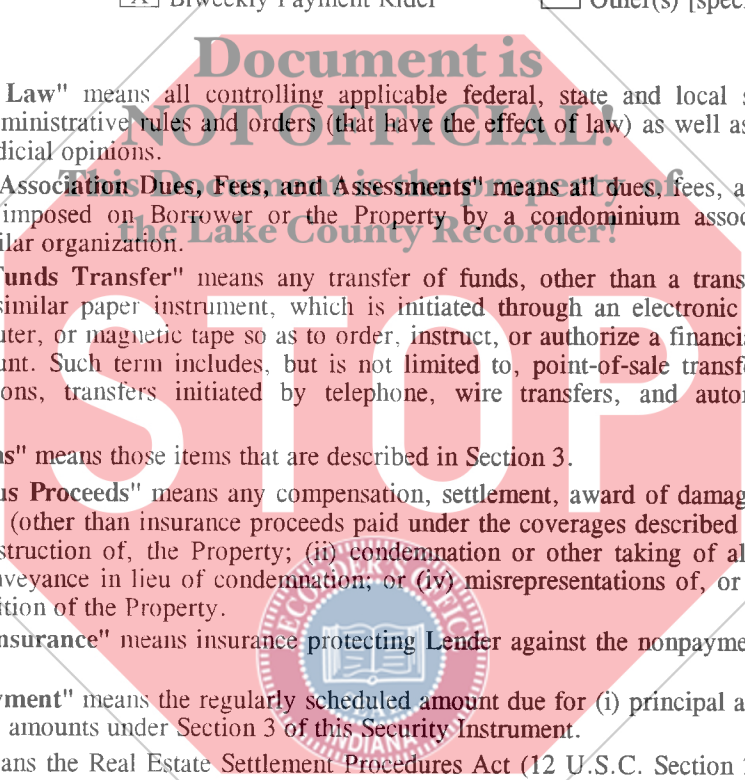 Biweekly Payment Rider Other(s) [spec
Document is
Law" means all controlling applicable federal, state and local s
ministrative rules and orders (that have the effect of law) as well as
NOT OFFICIAL!
dicial opinions.
This Document is the property of
Association Dues, Fees, and Assessments" means all dues, fees, a
imposed on Borrower or the Property by a condominium assoc
the Lake County Recorder!
ilar organization.
Funds Transfer" means any transfer of funds, other than a trans
similar paper instrument, which is initiated through an electronic
uter, or magnetic tape so as to order, instruct, or authorize a financia
unt. Such term includes, but is not limited to, point-of-sale transfe
ons, transfers initiated by telephone, wire transfers, and auto
STOP
ns" means those items that are described in Section 3.
us Proceeds" means any compensation, settlement, award of damag
(other than insurance proceeds paid under the coverages described
struction of, the Property; (ii) condemnation or other taking of al
nveyance in lieu of condemnation; or (iv) misrepresentations of, or
ition of the Property.
RECORDER'S OFFIC
nsurance" means insurance protecting Lender against the nonpayme
yment" means the regularly scheduled amount due for (i) principal a
amounts under Section 3 of this Security Instrument.
SEAL
INDIANA
ans the Real Estate Settlement Procedures Act (12 U.S.C. Section